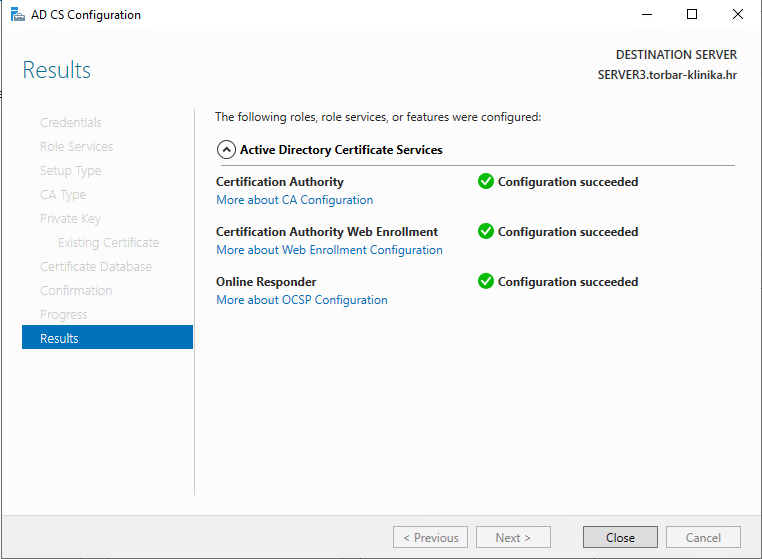 AD CS Configuration
Results
DESTINATION SERVER
SERVER3.torbar-klinika.hr
Credentials
Role Services
Setup Type
CA Type
Private Key
Existing Certificate
Certificate Database
Confirmation
Progress
Results
The following roles, role services, or features were configured:
Active Directory Certificate Services
Certification Authority Configuration succeeded
More about CA Configuration
Certification Authority Web Enrollment Configuration succeeded
More about Web Enrollment Configuration
Online Responder Configuration succeeded
More about OCSP Configuration
< Previous Next > Close Cancel